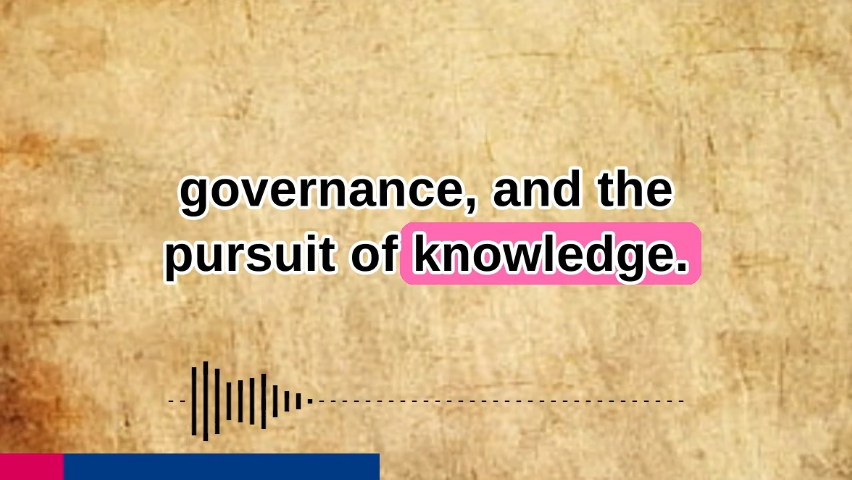 governance, and the
pursuit of knowledge.